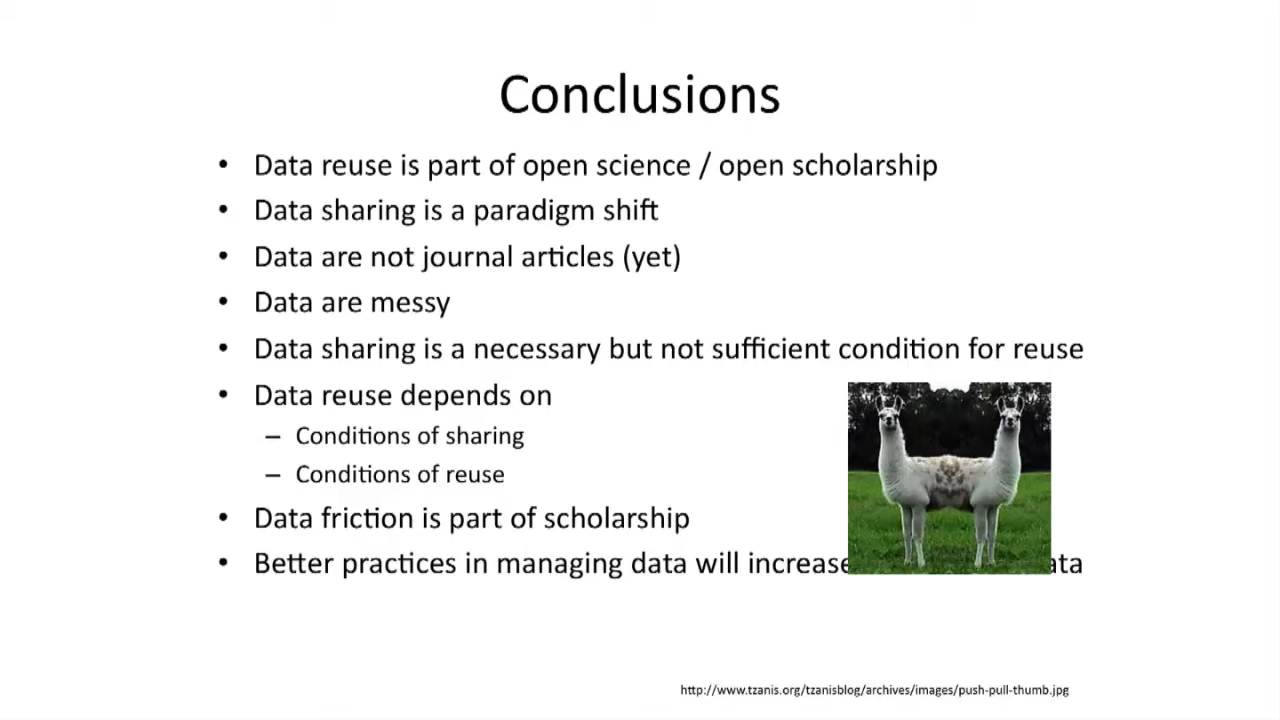 Conclusions
• Data reuse is part of open science / open scholarship
• Data sharing is a paradigm shift
• Data are not journal articles (yet)
• Data are messy
• Data sharing is a necessary but not sufficient condition for reuse
• Data reuse depends on
– Conditions of sharing
– Conditions of reuse
• Data friction is part of scholarship
• Better practices in managing data will increase
http://www.tzanis.org/tzanisblog/archives/images/push-pull-thumb.jpg